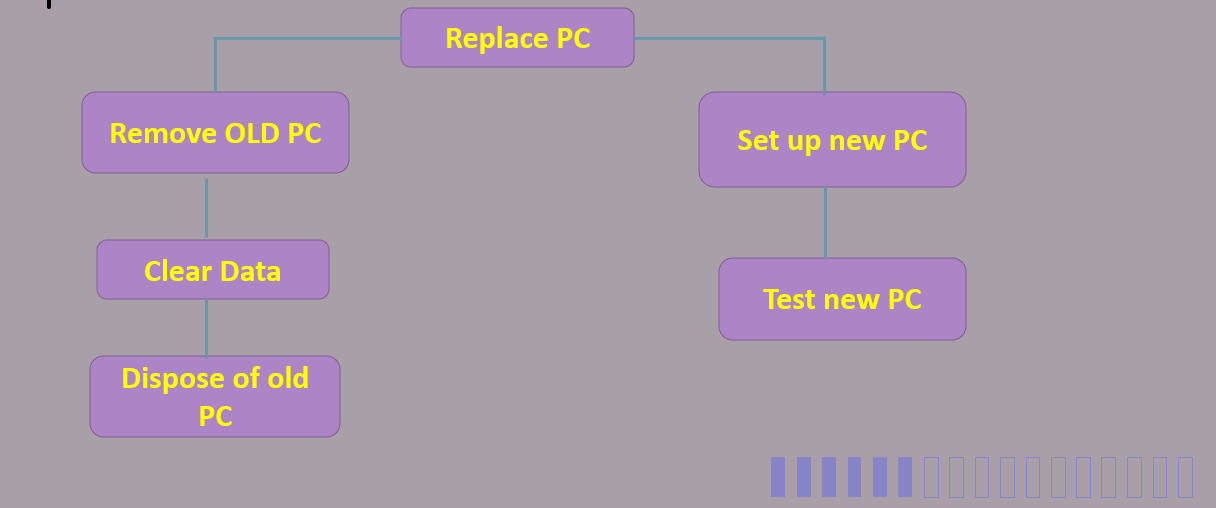 Replace PC
Remove OLD PC
Set up new PC
Clear Data
Test new PC
Dispose of old
PC